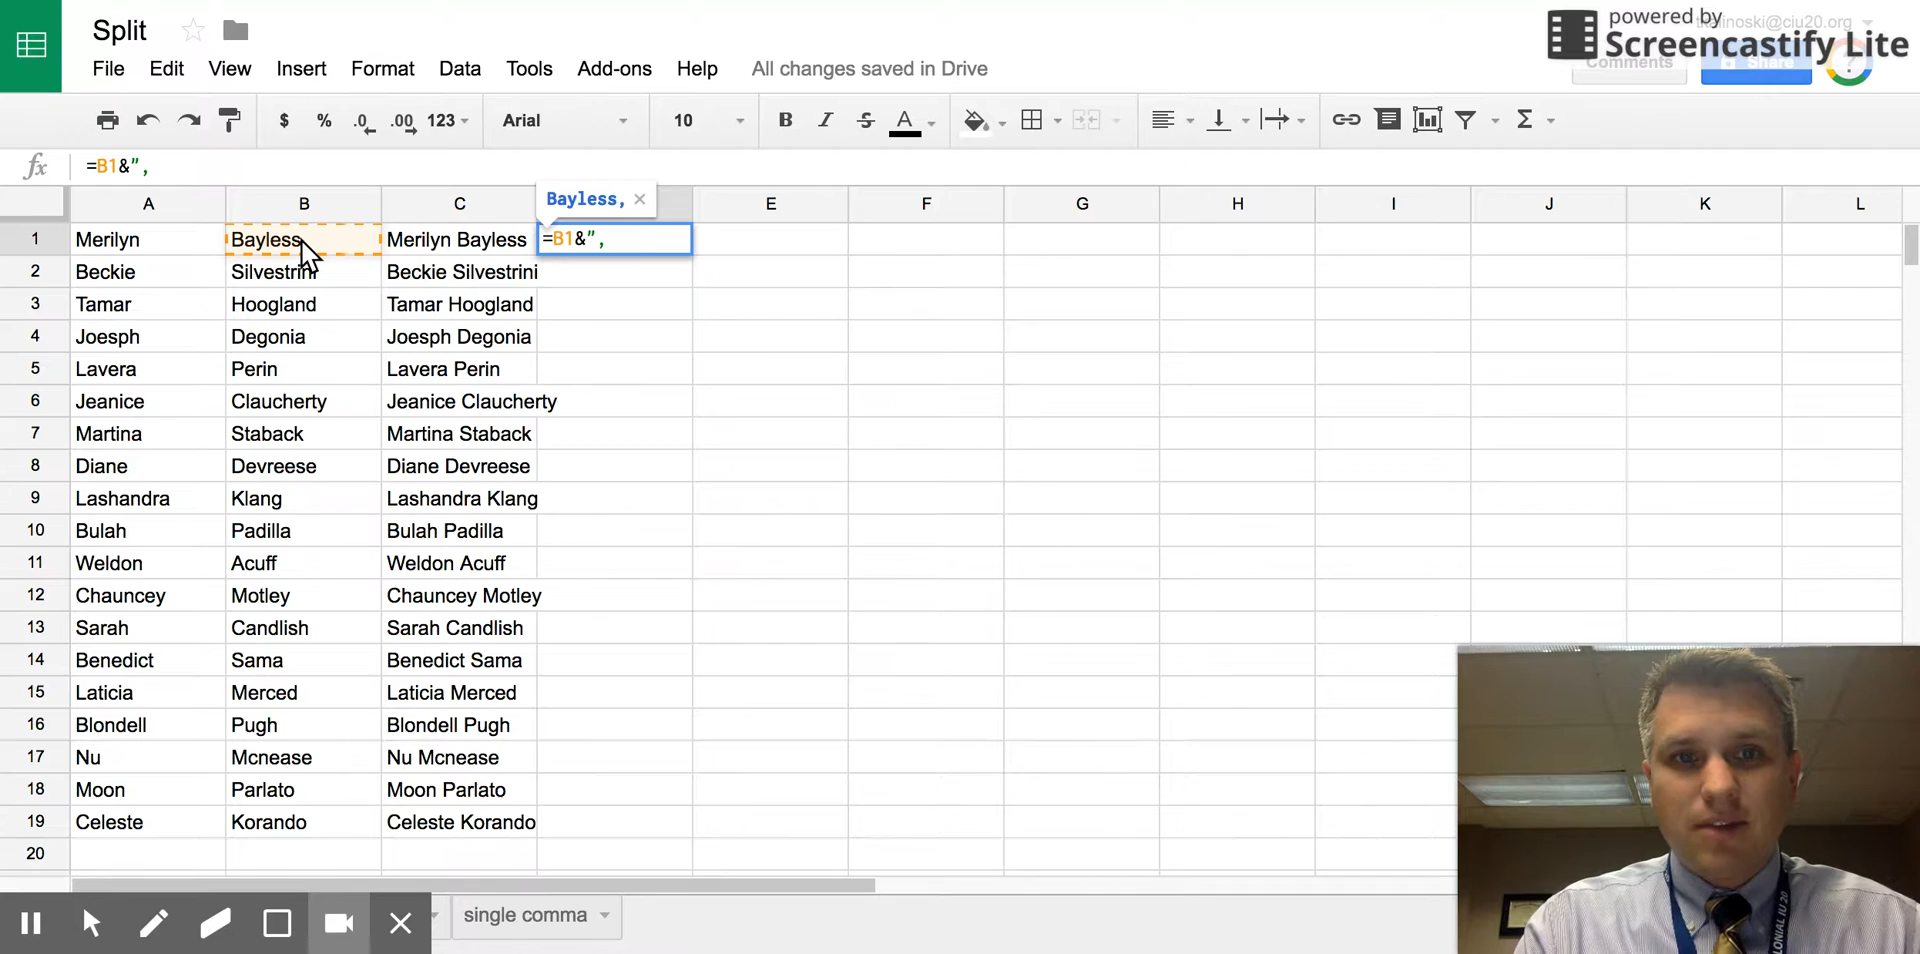 Split
powered by
Screencastify Lite
tkalinoski@ciu20.org
File Edit View Insert Format Data Tools Add-ons Help All changes saved in Drive
Comments Share ?
$ % .0 .00 123 Arial 10 B I S A Σ
fx =B1&",
Bayless, ×
A B C E F G H I J K L
1 Merilyn Bayless Merilyn Bayless =B1&",
2 Beckie Silvestrini Beckie Silvestrini
3 Tamar Hoogland Tamar Hoogland
4 Joesph Degonia Joesph Degonia
5 Lavera Perin Lavera Perin
6 Jeanice Claucherty Jeanice Claucherty
7 Martina Staback Martina Staback
8 Diane Devreese Diane Devreese
9 Lashandra Klang Lashandra Klang
10 Bulah Padilla Bulah Padilla
11 Weldon Acuff Weldon Acuff
12 Chauncey Motley Chauncey Motley
13 Sarah Candlish Sarah Candlish
14 Benedict Sama Benedict Sama
15 Laticia Merced Laticia Merced
16 Blondell Pugh Blondell Pugh
17 Nu Mcnease Nu Mcnease
18 Moon Parlato Moon Parlato
19 Celeste Korando Celeste Korando
20
single comma